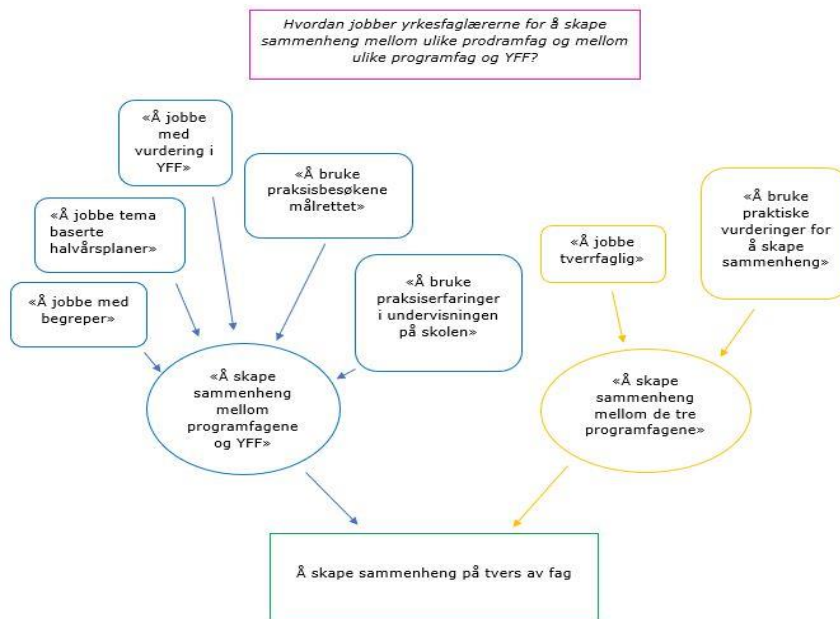 Hvordan jobber yrkesfaglærerne for å skape
sammenheng mellom ulike prodramfag og mellom
ulike programfag og YFF?
«Å jobbe
med
vurdering i
YFF»
«Å bruke
praksisbesøkene
målrettet»
«Å bruke
praktiske
vurderinger for
å skape
sammenheng»
«Å jobbe tema
baserte
halvårsplaner»
«Å jobbe
tverrfaglig»
«Å jobbe med
begreper»
«Å bruke
praksiserfaringer
i undervisningen
på skolen»
«Å skape
sammenheng
mellom
programfagene
og YFF»
«Å skape
sammenheng
mellom de tre
programfagene»
Å skape sammenheng på tvers av fag